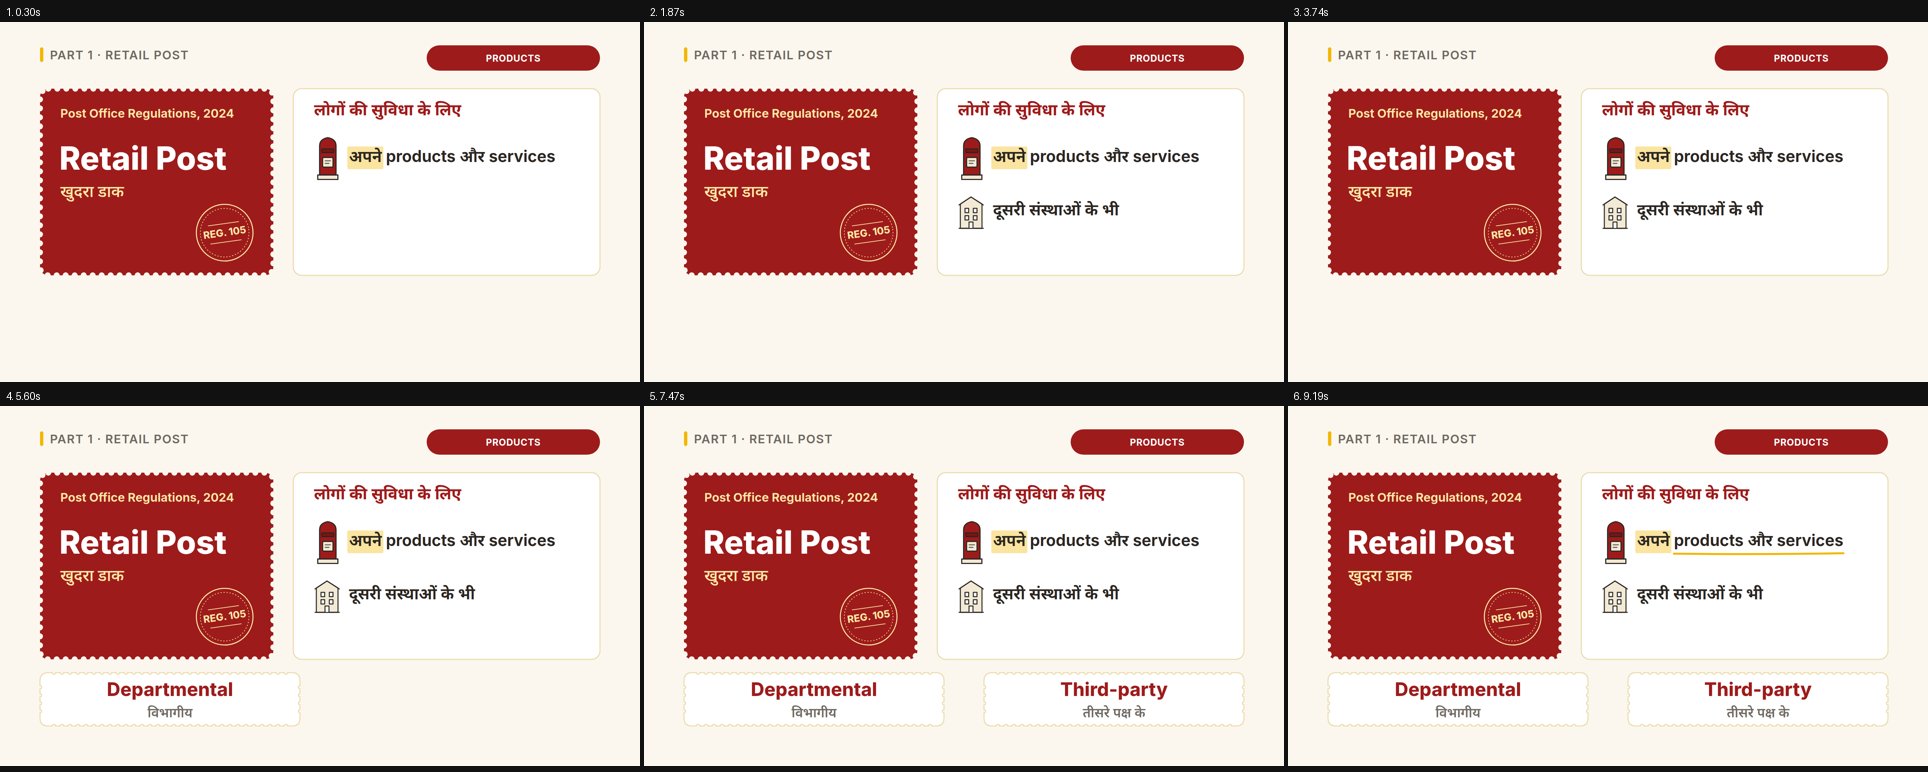 1. 0.30s
PART 1 · RETAIL POST
PRODUCTS
Post Office Regulations, 2024
Retail Post
खुदरा डाक
REG. 105
लोगों की सुविधा के लिए
अपने products और services
2. 1.87s
PART 1 · RETAIL POST
PRODUCTS
Post Office Regulations, 2024
Retail Post
खुदरा डाक
REG. 105
लोगों की सुविधा के लिए
अपने products और services
दूसरी संस्थाओं के भी
3. 3.74s
PART 1 · RETAIL POST
PRODUCTS
Post Office Regulations, 2024
Retail Post
खुदरा डाक
REG. 105
लोगों की सुविधा के लिए
अपने products और services
दूसरी संस्थाओं के भी
4. 5.60s
PART 1 · RETAIL POST
PRODUCTS
Post Office Regulations, 2024
Retail Post
खुदरा डाक
REG. 105
लोगों की सुविधा के लिए
अपने products और services
दूसरी संस्थाओं के भी
Departmental
विभागीय
5. 7.47s
PART 1 · RETAIL POST
PRODUCTS
Post Office Regulations, 2024
Retail Post
खुदरा डाक
REG. 105
लोगों की सुविधा के लिए
अपने products और services
दूसरी संस्थाओं के भी
Departmental
विभागीय
Third-party
तीसरे पक्ष के
6. 9.19s
PART 1 · RETAIL POST
PRODUCTS
Post Office Regulations, 2024
Retail Post
खुदरा डाक
REG. 105
लोगों की सुविधा के लिए
अपने products और services
दूसरी संस्थाओं के भी
Departmental
विभागीय
Third-party
तीसरे पक्ष के